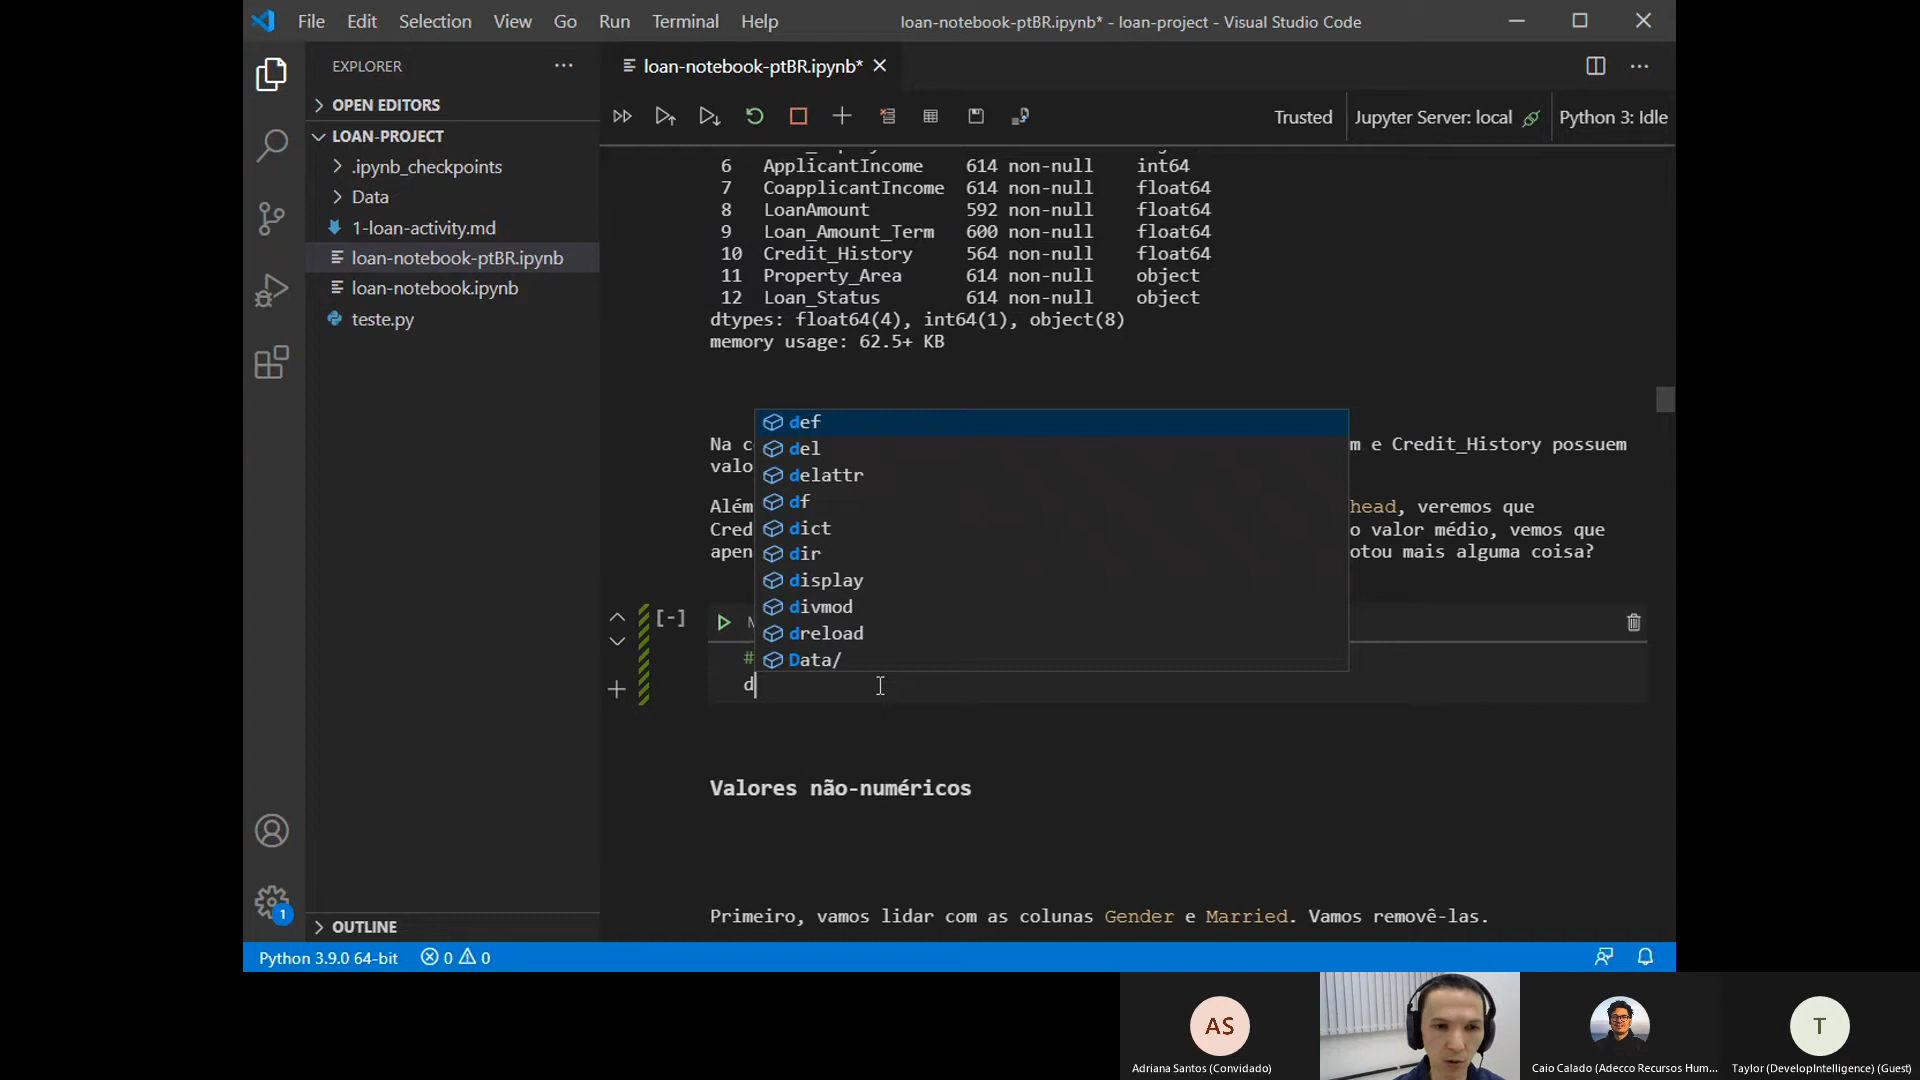 File Edit Selection View Go Run Terminal Help
loan-notebook-ptBR.ipynb* - loan-project - Visual Studio Code
EXPLORER
OPEN EDITORS
LOAN-PROJECT
.ipynb_checkpoints
Data
1-loan-activity.md
loan-notebook-ptBR.ipynb
loan-notebook.ipynb
teste.py
OUTLINE
loan-notebook-ptBR.ipynb*
Trusted
Jupyter Server: local
Python 3: Idle
6 ApplicantIncome 614 non-null int64
7 CoapplicantIncome 614 non-null float64
8 LoanAmount 592 non-null float64
9 Loan_Amount_Term 600 non-null float64
10 Credit_History 564 non-null float64
11 Property_Area 614 non-null object
12 Loan_Status 614 non-null object
dtypes: float64(4), int64(1), object(8)
memory usage: 62.5+ KB
Na c m e Credit_History possuem
valo
Além head, veremos que
Cred o valor médio, vemos que
apen otou mais alguma coisa?
def
del
delattr
df
dict
dir
display
divmod
dreload
Data/
[-]
#
d
Valores não-numéricos
Primeiro, vamos lidar com as colunas Gender e Married. Vamos removê-las.
1
Python 3.9.0 64-bit 0 0
AS
T
Adriana Santos (Convidado)
Caio Calado (Adecco Recursos Hum...
Taylor (DevelopIntelligence) (Guest)